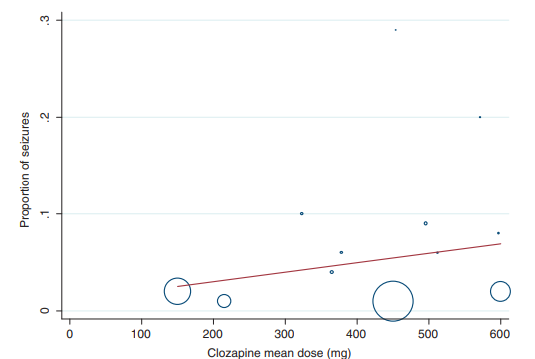 .3
.2
.1
0
Proportion of seizures
0 100 200 300 400 500 600
Clozapine mean dose (mg)